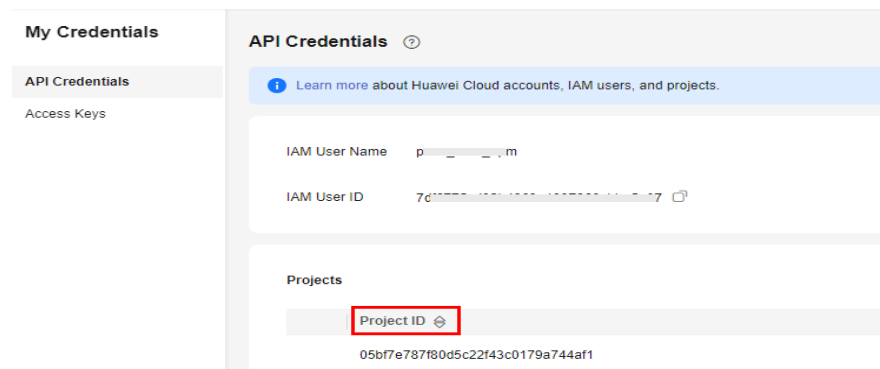 My Credentials
API Credentials
Access Keys
API Credentials
Learn more about Huawei Cloud accounts, IAM users, and projects.
IAM User Name
IAM User ID
Projects
Project ID
05bf7e787f80d5c22f43c0179a744af1